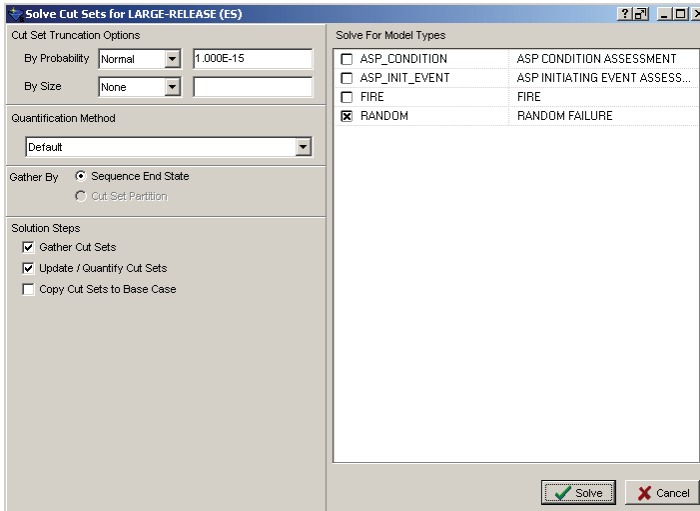 Solve Cut Sets for LARGE-RELEASE (ES)
Cut Set Truncation Options
By Probability Normal 1.000E-15
By Size None
Quantification Method
Default
Gather By Sequence End State
Cut Set Partition
Solution Steps
Gather Cut Sets
Update / Quantify Cut Sets
Copy Cut Sets to Base Case
Solve For Model Types
ASP_CONDITION ASP CONDITION ASSESSMENT
ASP_INIT_EVENT ASP INITIATING EVENT ASSESS...
FIRE FIRE
RANDOM RANDOM FAILURE
Solve Cancel